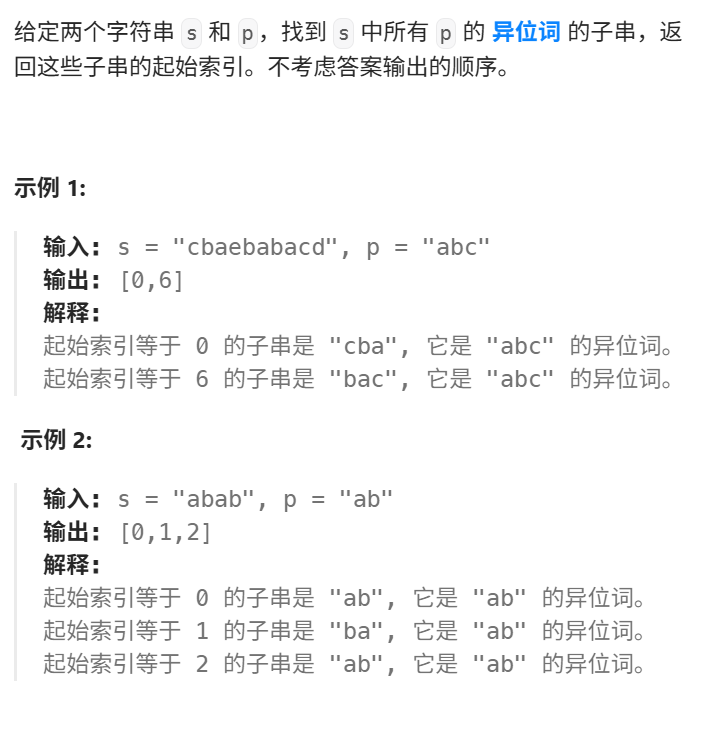 给定两个字符串 s 和 p，找到 s 中所有 p 的 异位词 的子串，返
回这些子串的起始索引。不考虑答案输出的顺序。
示例 1:
输入: s = "cbaebabacd", p = "abc"
输出: [0,6]
解释:
起始索引等于 0 的子串是 "cba", 它是 "abc" 的异位词。
起始索引等于 6 的子串是 "bac", 它是 "abc" 的异位词。
示例 2:
输入: s = "abab", p = "ab"
输出: [0,1,2]
解释:
起始索引等于 0 的子串是 "ab", 它是 "ab" 的异位词。
起始索引等于 1 的子串是 "ba", 它是 "ab" 的异位词。
起始索引等于 2 的子串是 "ab", 它是 "ab" 的异位词。